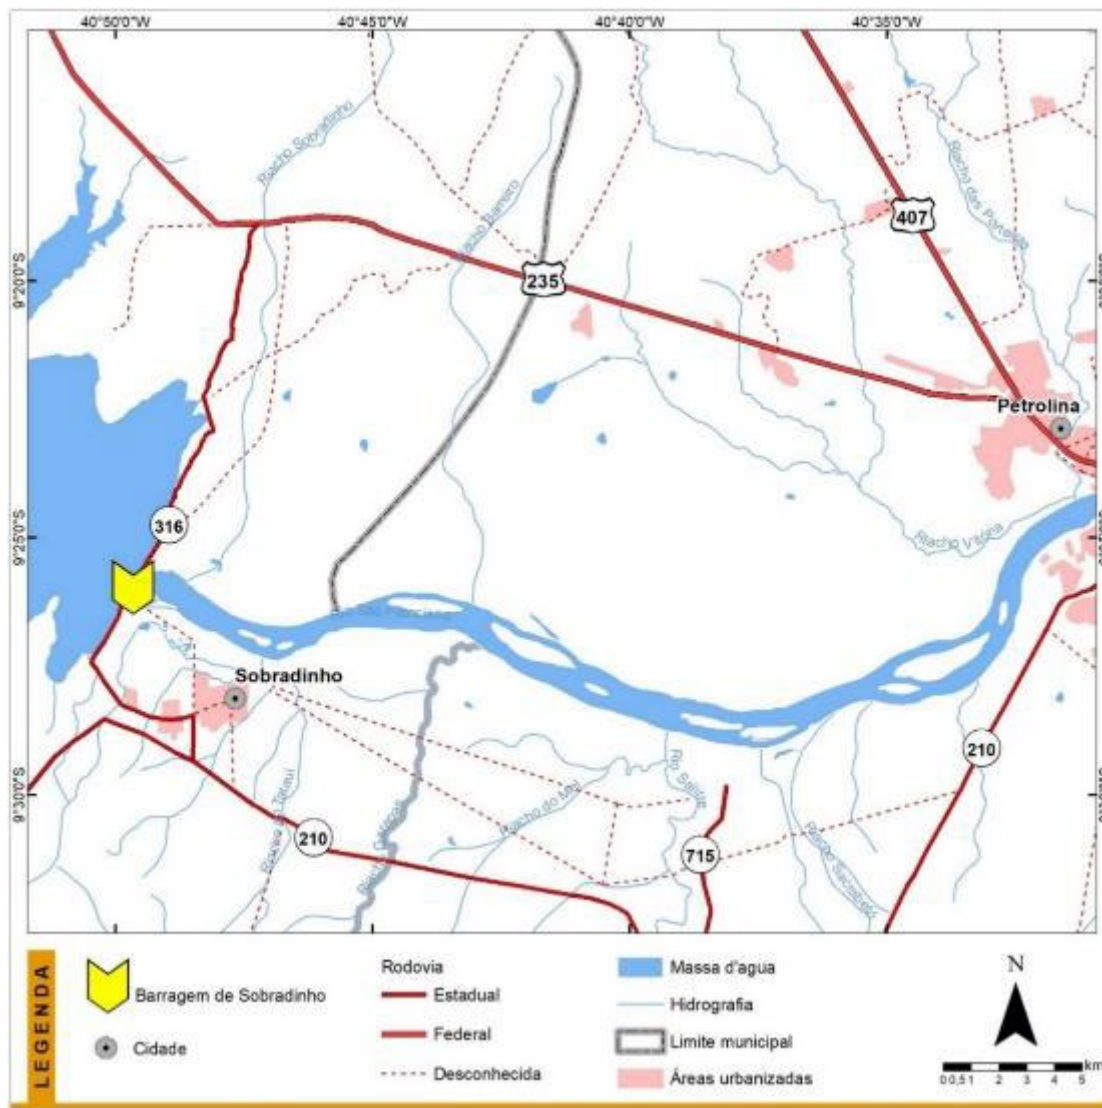 40°50'0"W 40°45'0"W 40°40'0"W 40°35'0"W
Riacho Sobradinho
Riacho Barreiro
Riacho das Porteiras
407
235
9°20'0"S
Petrolina
316
9°25'0"S
Riacho Vitória
Sobradinho
210
9°30'0"S
Rio Salitre
Riacho do Mel
Riacho Tatauí
210
715
LEGENDA
Barragem de Sobradinho
Cidade
Rodovia
Estadual
Federal
Desconhecida
Massa d'agua
Hidrografia
Limite municipal
Áreas urbanizadas
N
km
0 0,5 1 2 3 4 5